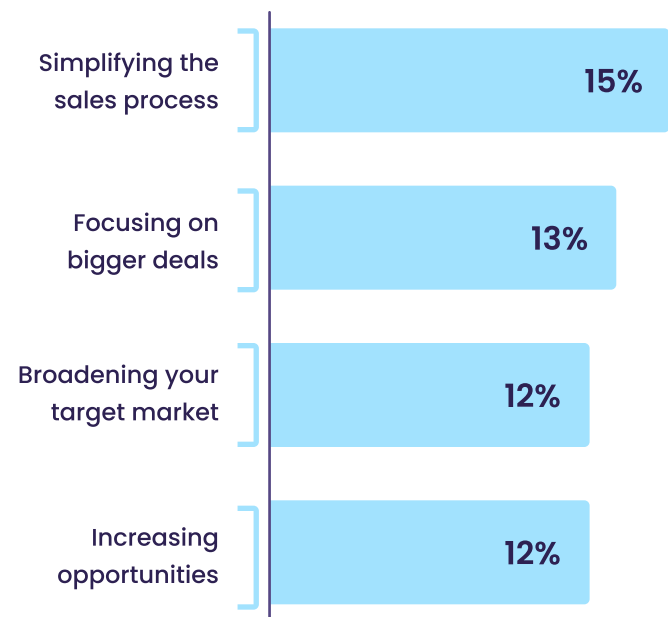 Simplifying the
sales process
15%
Focusing on
bigger deals
13%
Broadening your
target market
12%
Increasing
opportunities
12%